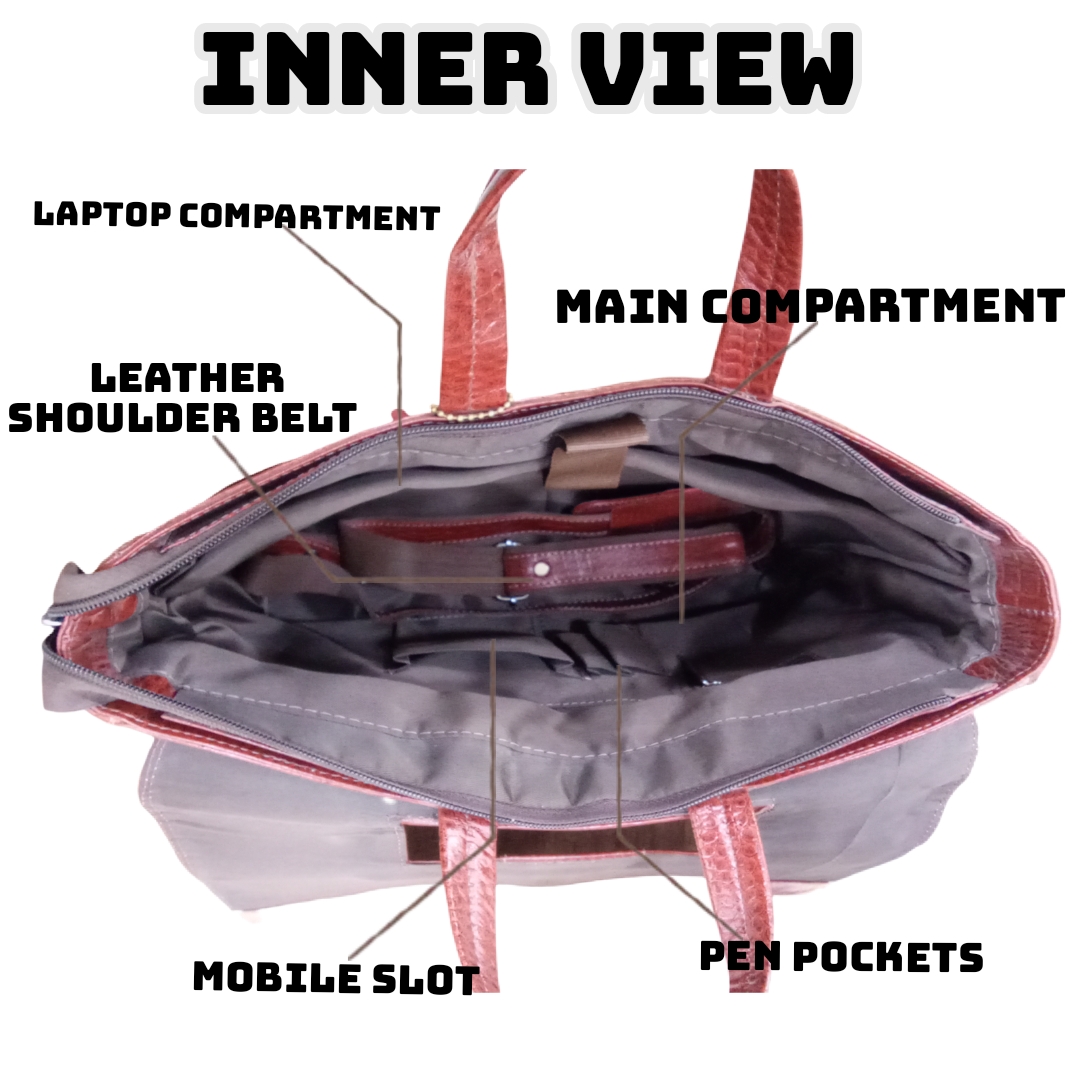 INNER VIEW
LAPTOP COMPARTMENT
MAIN COMPARTMENT
LEATHER
SHOULDER BELT
MOBILE SLOT
PEN POCKETS